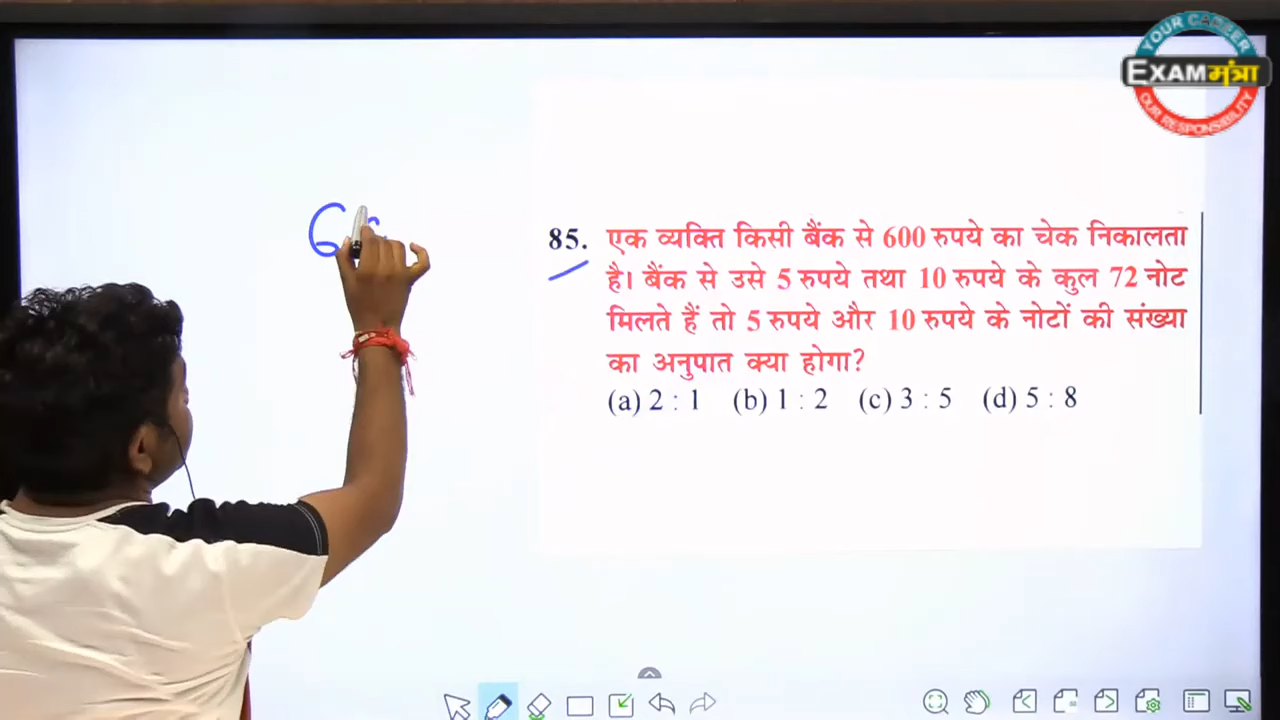 YOUR CAREER
EXAMमंत्रा
OUR RESPONSIBILITY
85. एक व्यक्ति किसी बैंक से 600 रुपये का चेक निकालता
है। बैंक से उसे 5 रुपये तथा 10 रुपये के कुल 72 नोट
मिलते हैं तो 5 रुपये और 10 रुपये के नोटों की संख्या
का अनुपात क्या होगा?
(a) 2 : 1 (b) 1 : 2 (c) 3 : 5 (d) 5 : 8